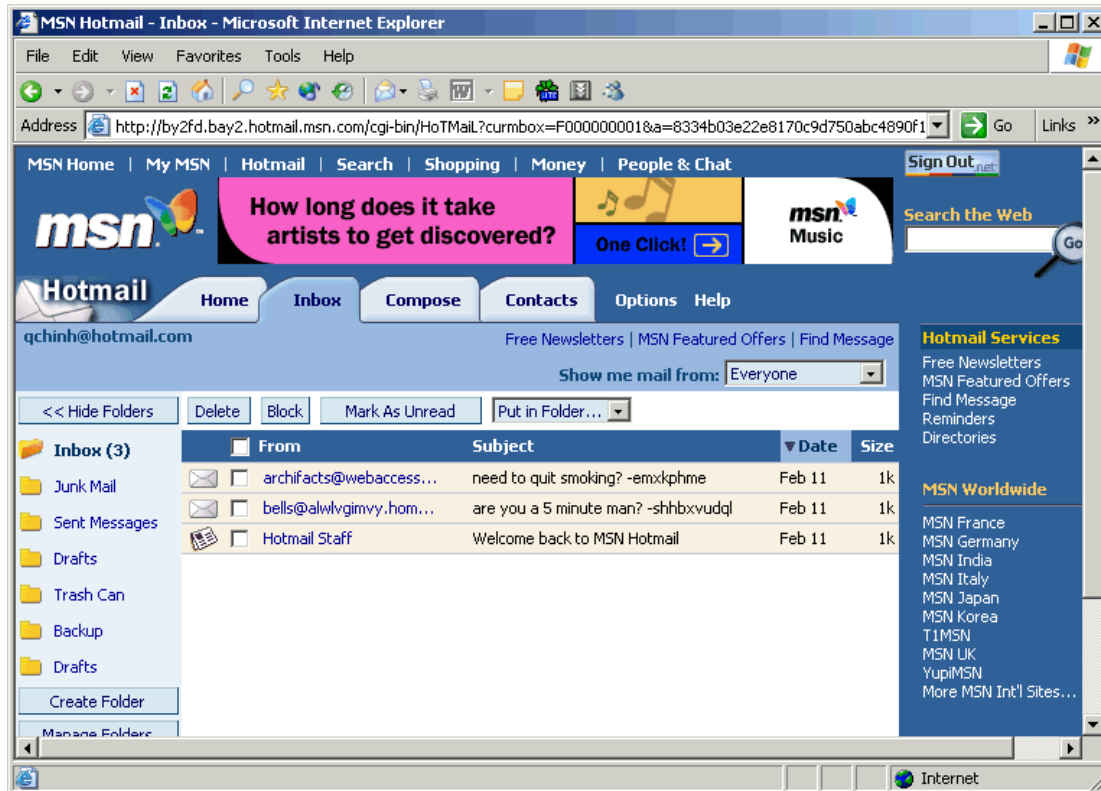 MSN Hotmail - Inbox - Microsoft Internet Explorer
File Edit View Favorites Tools Help
Address http://by2fd.bay2.hotmail.msn.com/cgi-bin/HoTMaiL?curmbox=F000000001&a=8334b03e22e8170c9d750abc4890f1 Go Links »
MSN Home | My MSN | Hotmail | Search | Shopping | Money | People & Chat
Sign Out .net
msn
How long does it take
artists to get discovered?
One Click!
msn
Music
Search the Web
Go
Hotmail Home Inbox Compose Contacts Options Help
qchinh@hotmail.com
Free Newsletters | MSN Featured Offers | Find Message
Show me mail from: Everyone
<< Hide Folders Delete Block Mark As Unread Put in Folder...
From Subject Date Size
archifacts@webaccess... need to quit smoking? -emxkphme Feb 11 1k
bells@alwlvgimvy.hom... are you a 5 minute man? -shhbxvudql Feb 11 1k
Hotmail Staff Welcome back to MSN Hotmail Feb 11 1k
Inbox (3)
Junk Mail
Sent Messages
Drafts
Trash Can
Backup
Drafts
Create Folder
Manage Folders
Hotmail Services
Free Newsletters
MSN Featured Offers
Find Message
Reminders
Directories
MSN Worldwide
MSN France
MSN Germany
MSN India
MSN Italy
MSN Japan
MSN Korea
T1MSN
MSN UK
YupiMSN
More MSN Int'l Sites...
Internet